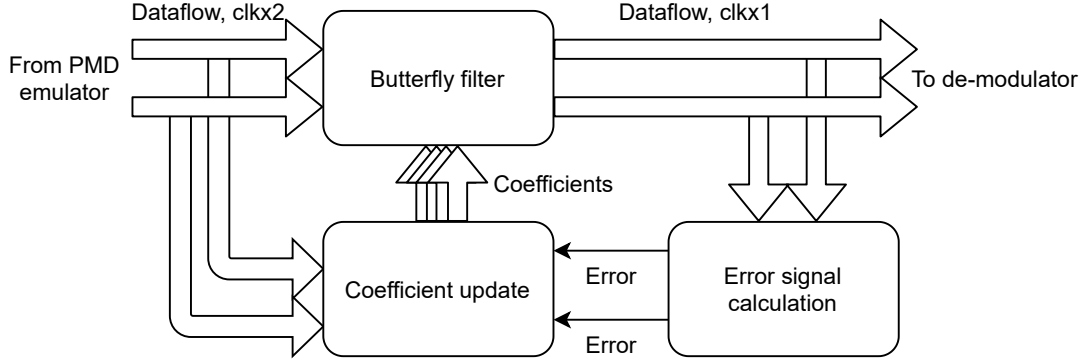 Dataflow, clkx2
Dataflow, clkx1
From PMD
emulator
Butterfly filter
To de-modulator
Coefficients
Coefficient update
Error
Error
Error signal
calculation